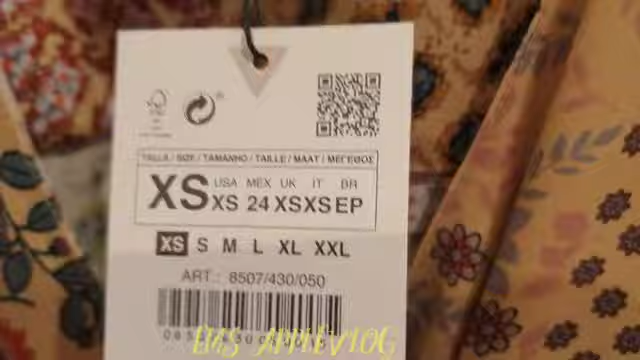 TALLA / SIZE / TAMANHO / TAILLE / MAAT / ΜΕΓΕΘΟΣ
XS USA MEX UK IT BR
XS 24 XS XS EP
XS S M L XL XXL
ART.: 8507/430/050
EMS APPLEVLOG